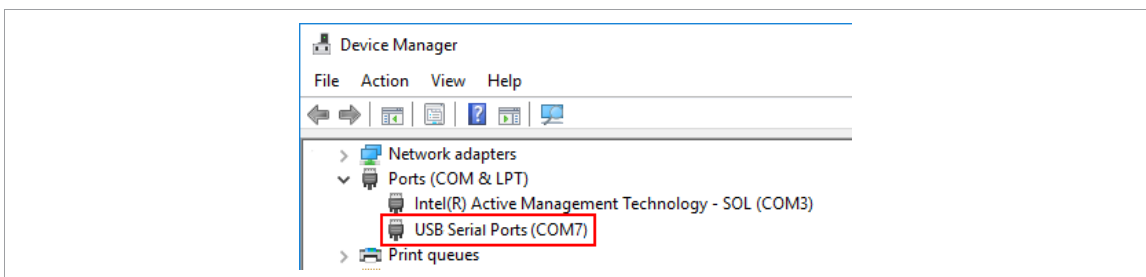 Device Manager
File Action View Help
Network adapters
Ports (COM & LPT)
Intel(R) Active Management Technology - SOL (COM3)
USB Serial Ports (COM7)
Print queues